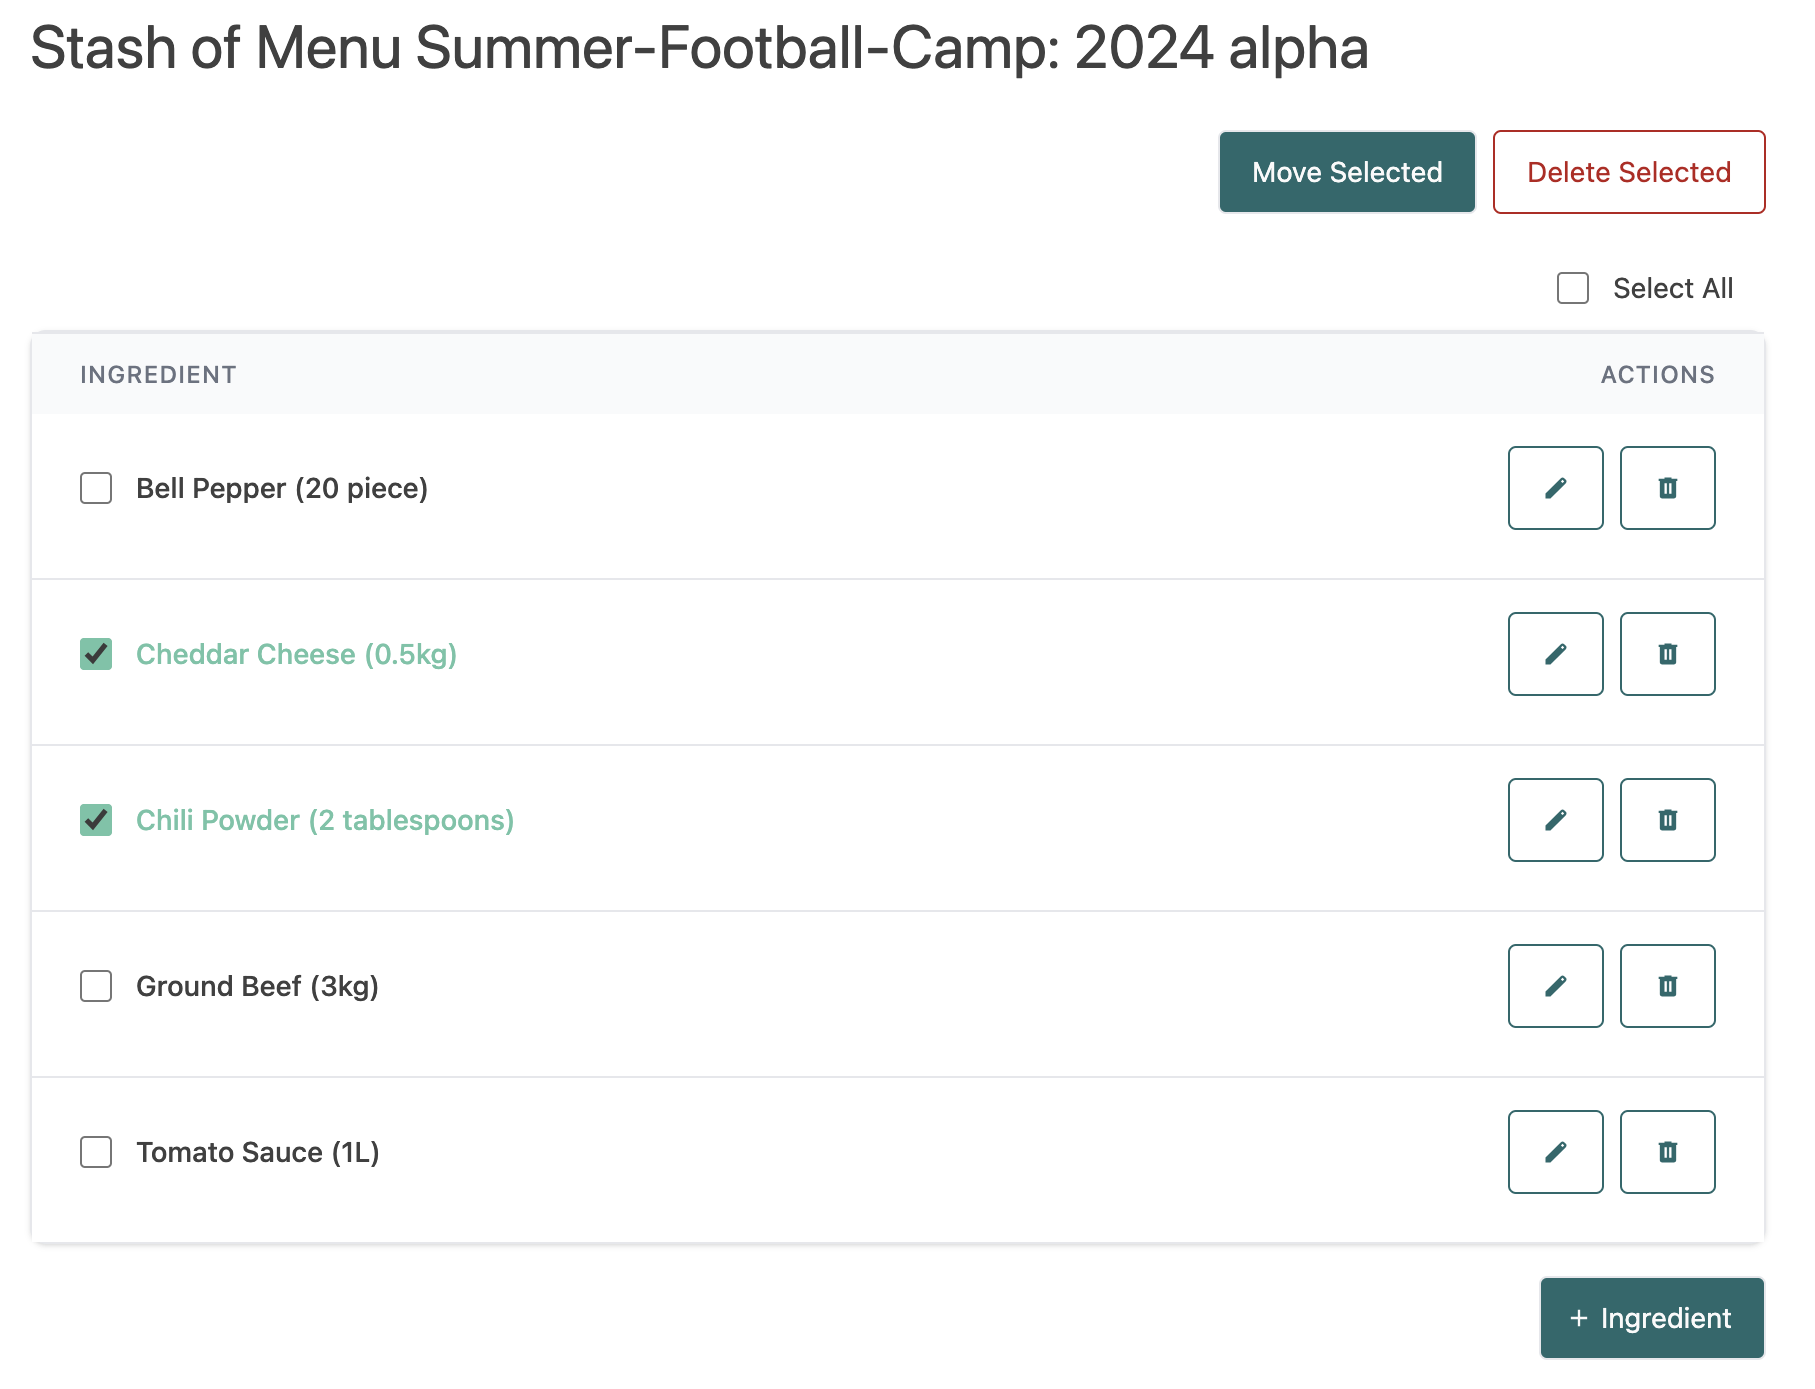 Stash of Menu Summer-Football-Camp: 2024 alpha
Move Selected Delete Selected
Select All
INGREDIENT ACTIONS
Bell Pepper (20 piece)
Cheddar Cheese (0.5kg)
Chili Powder (2 tablespoons)
Ground Beef (3kg)
Tomato Sauce (1L)
+ Ingredient